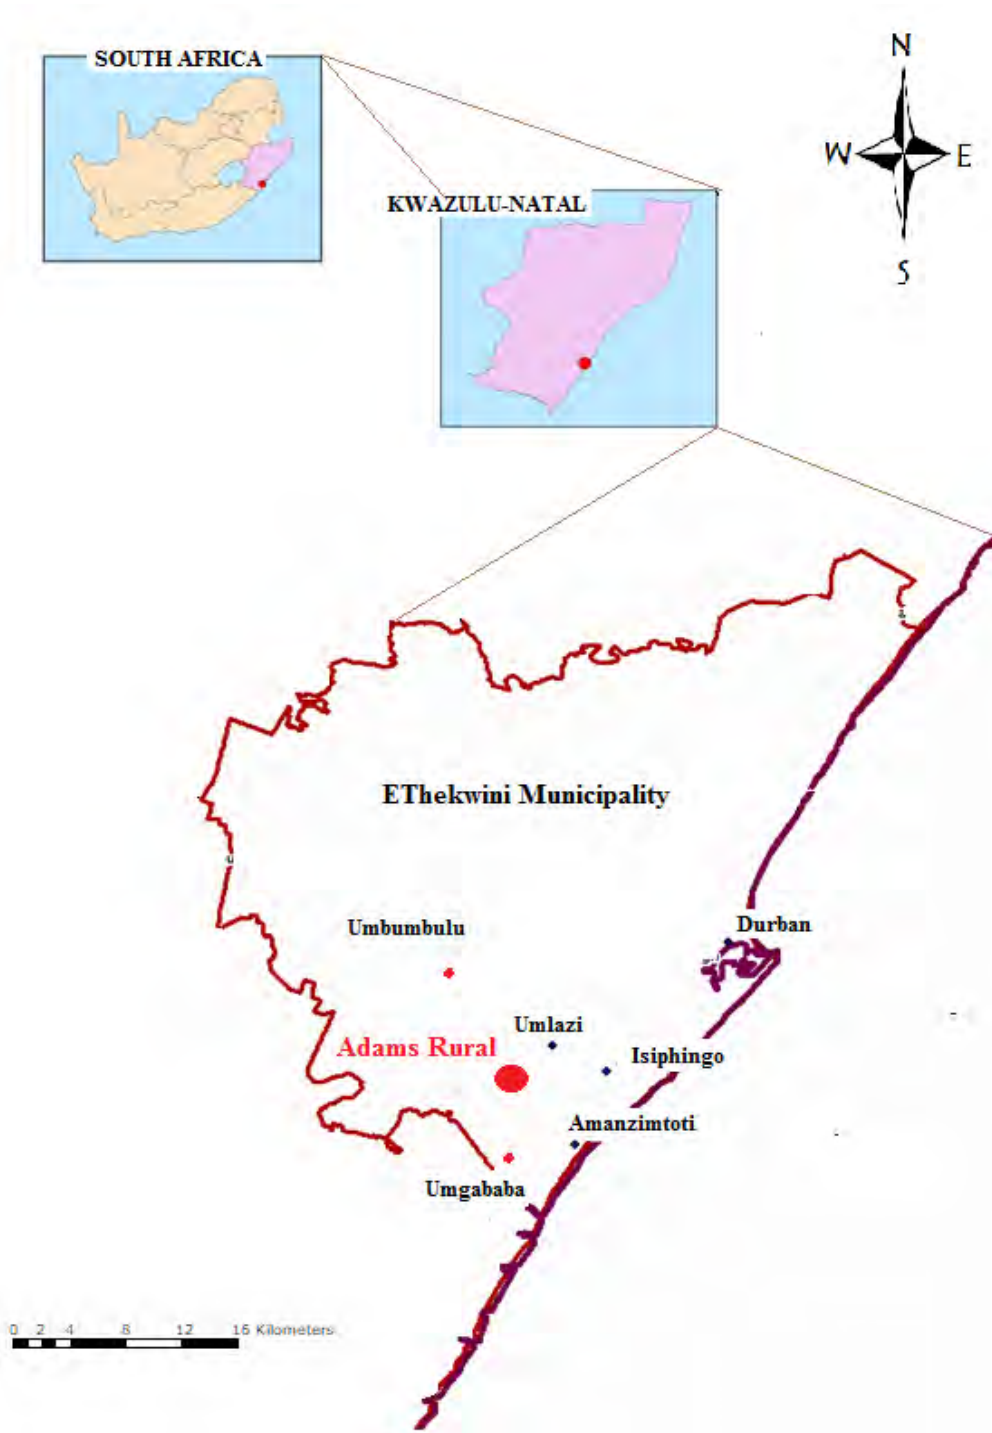 SOUTH AFRICA
N
W
E
S
KWAZULU-NATAL
EThekwini Municipality
Umbumbulu
Durban
Umlazi
Adams Rural
Isiphingo
Amanzimtoti
Umgababa
0 2 4 8 12 16 Kilometers